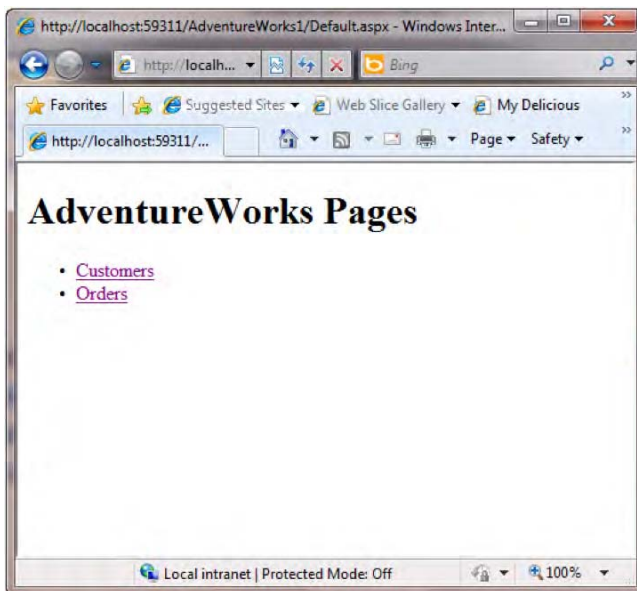 http://localhost:59311/AdventureWorks1/Default.aspx - Windows Inter...
http://localh...
Bing
Favorites Suggested Sites Web Slice Gallery My Delicious
http://localhost:59311/... Page Safety
AdventureWorks Pages
• Customers
• Orders
Local intranet | Protected Mode: Off 100%